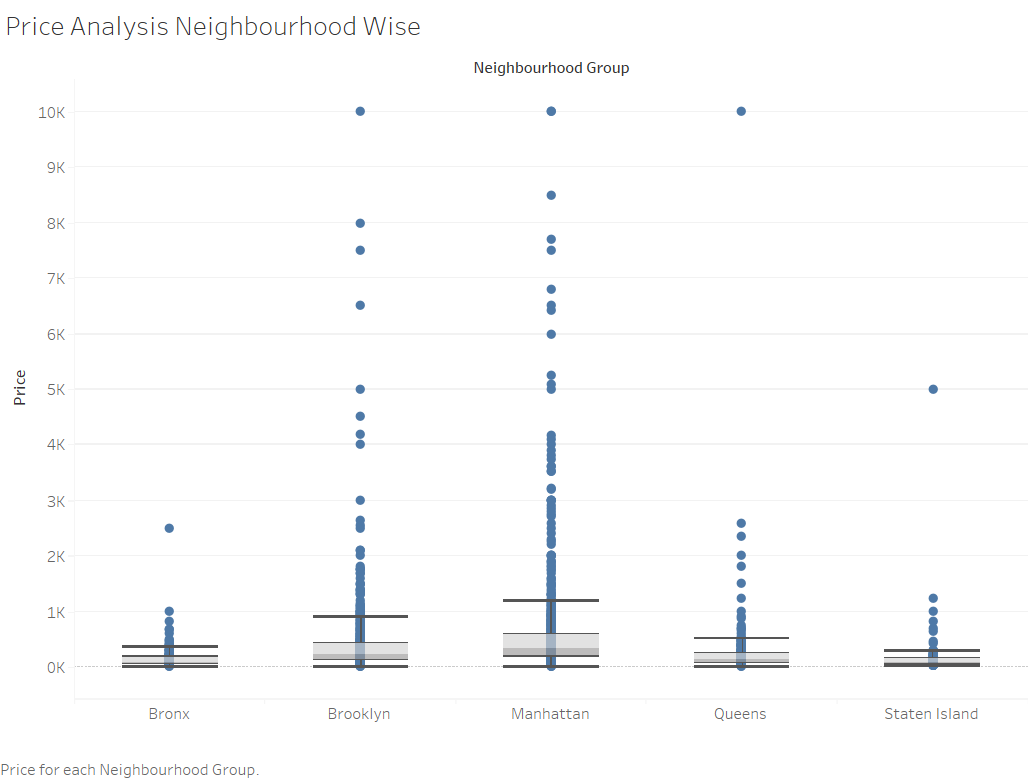 Price Analysis Neighbourhood Wise
Neighbourhood Group
10K
9K
8K
7K
6K
5K
4K
3K
2K
1K
0K
Price
Bronx Brooklyn Manhattan Queens Staten Island
Price for each Neighbourhood Group.